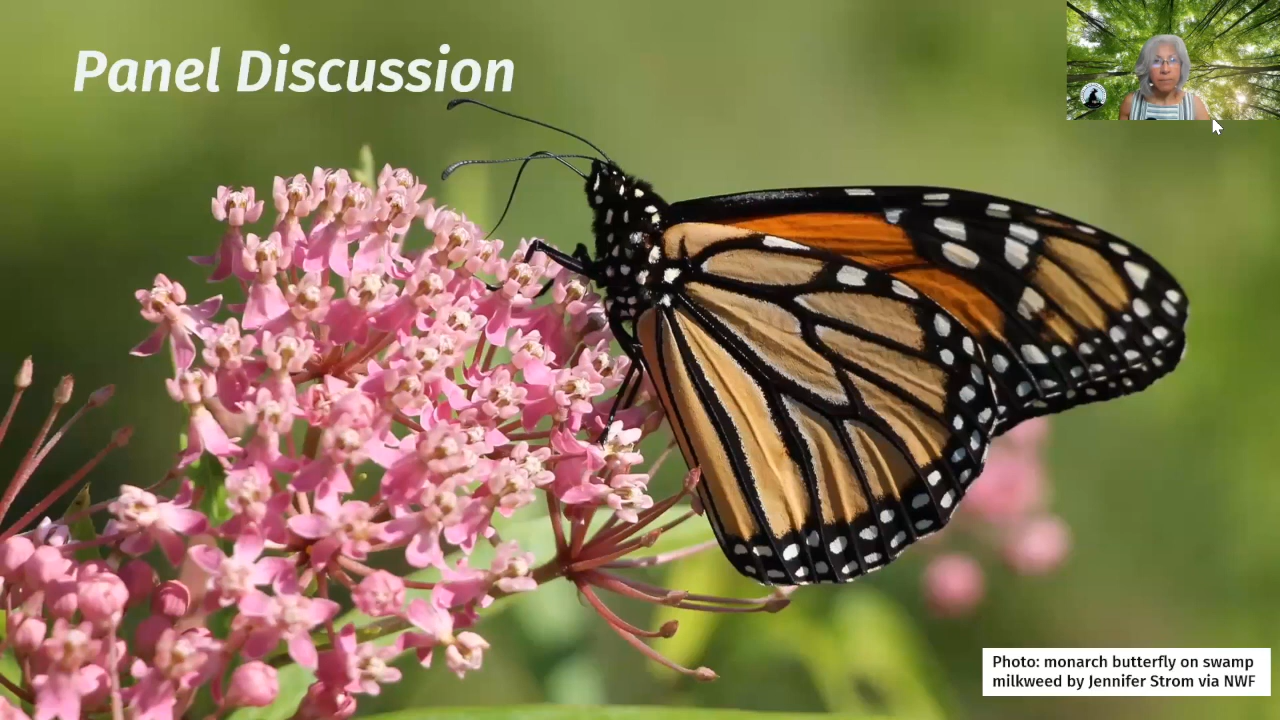 Panel Discussion
Photo: monarch butterfly on swamp
milkweed by Jennifer Strom via NWF